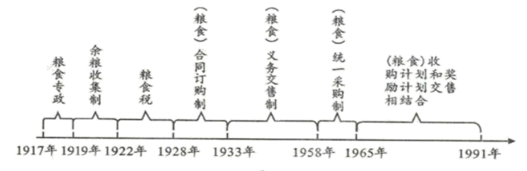 粮食专政
余粮收集制
粮食税
(粮食)合同订购制
(粮食)义务交售制
(粮食)统一采购制
(粮食)收
购计划和奖
励计划交售
相结合
1917年 1919年 1922年 1928年 1933年 1958年 1965年 1991年